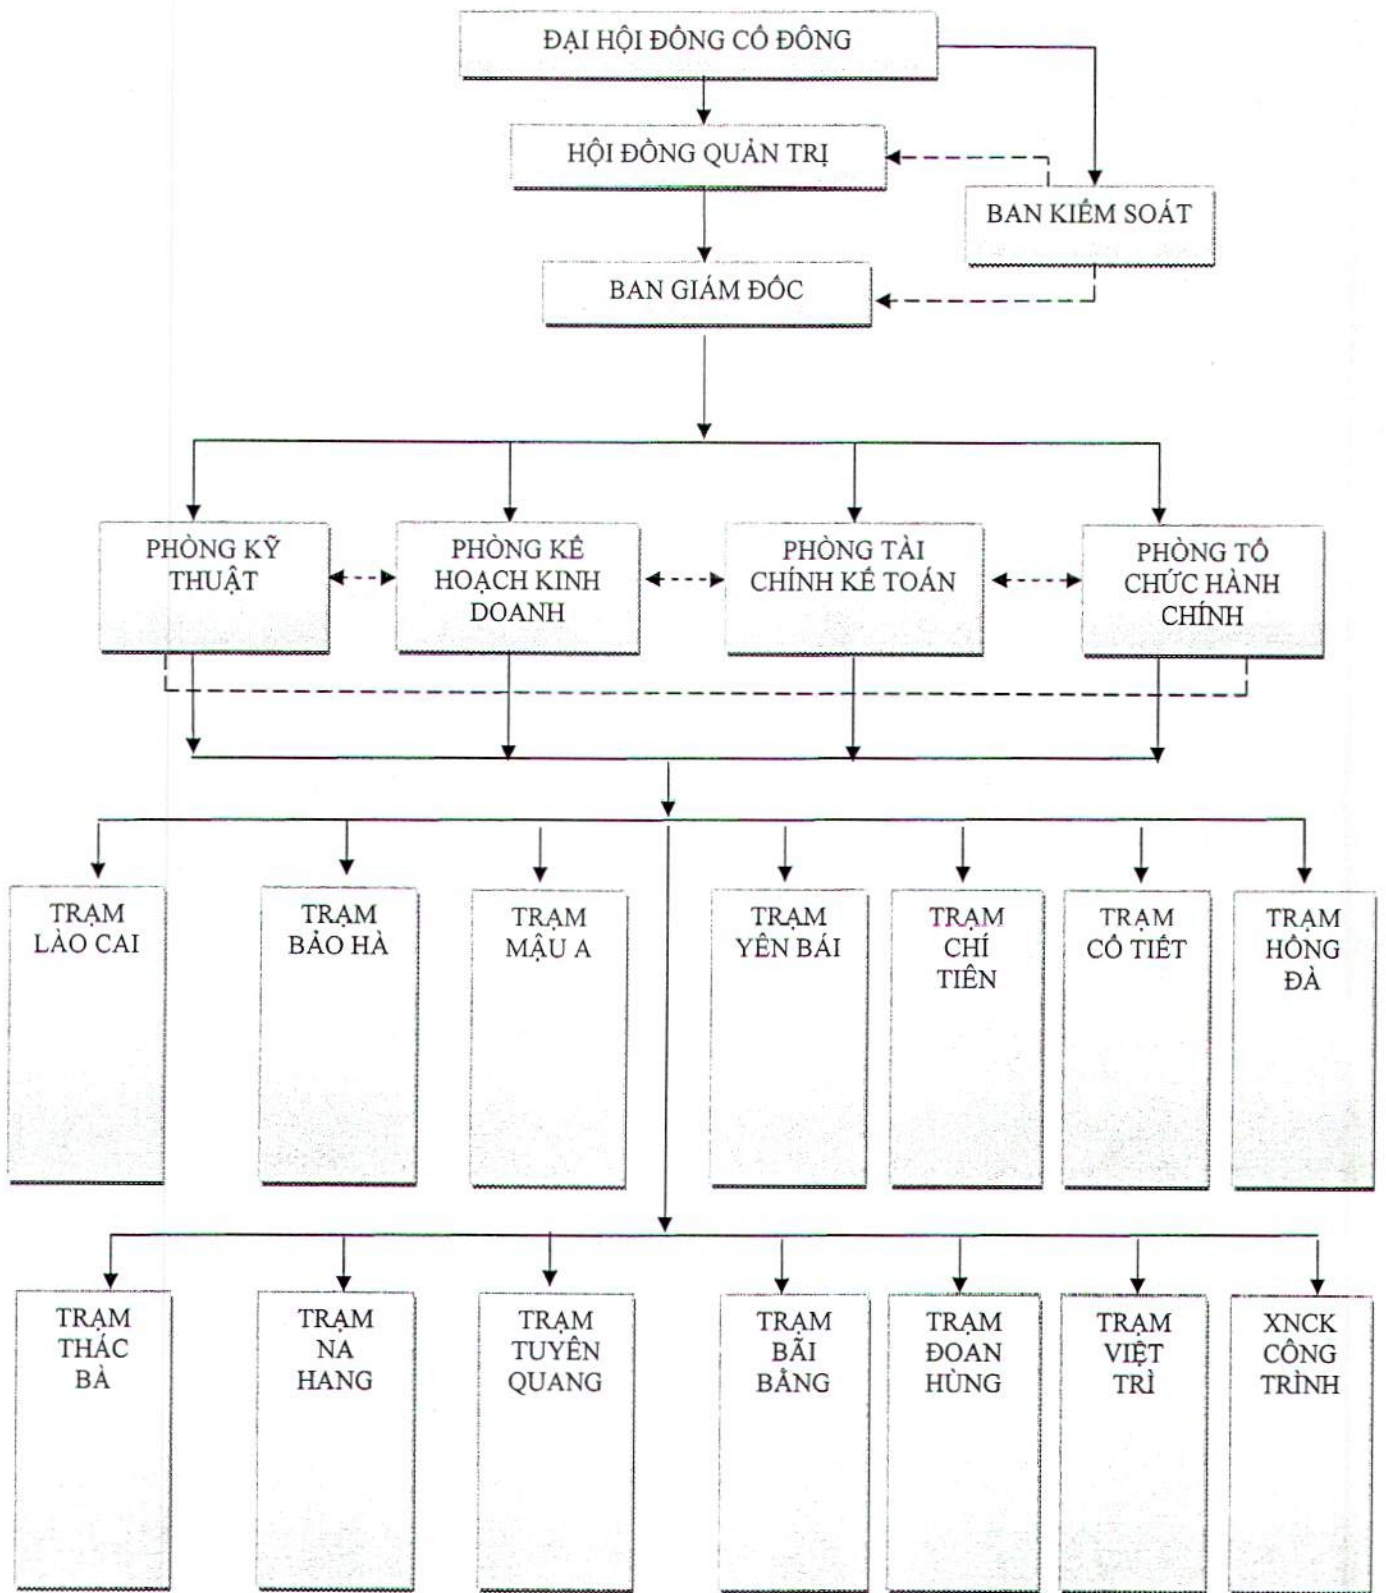 ĐẠI HỘI ĐỒNG CỔ ĐÔNG
HỘI ĐỒNG QUẢN TRỊ
BAN KIỂM SOÁT
BAN GIÁM ĐỐC
PHÒNG KỸ
THUẬT
PHÒNG KẾ
HOẠCH KINH
DOANH
PHÒNG TÀI
CHÍNH KẾ TOÁN
PHÒNG TỔ
CHỨC HÀNH
CHÍNH
TRẠM
LÀO CAI
TRẠM
BẢO HÀ
TRẠM
MẬU A
TRẠM
YÊN BÁI
TRẠM
CHÍ
TIÊN
TRẠM
CỔ TIẾT
TRẠM
HỒNG
ĐÀ
TRẠM
THÁC
BÀ
TRẠM
NA
HANG
TRẠM
TUYÊN
QUANG
TRẠM
BÃI
BẰNG
TRẠM
ĐOAN
HÙNG
TRẠM
VIỆT
TRÌ
XNCK
CÔNG
TRÌNH